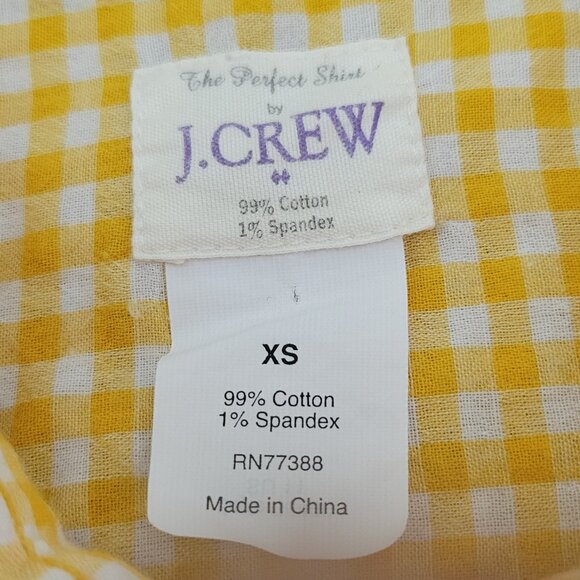 The Perfect Shirt
by
J.CREW
99% Cotton
1% Spandex
XS
99% Cotton
1% Spandex
RN77388
Made in China